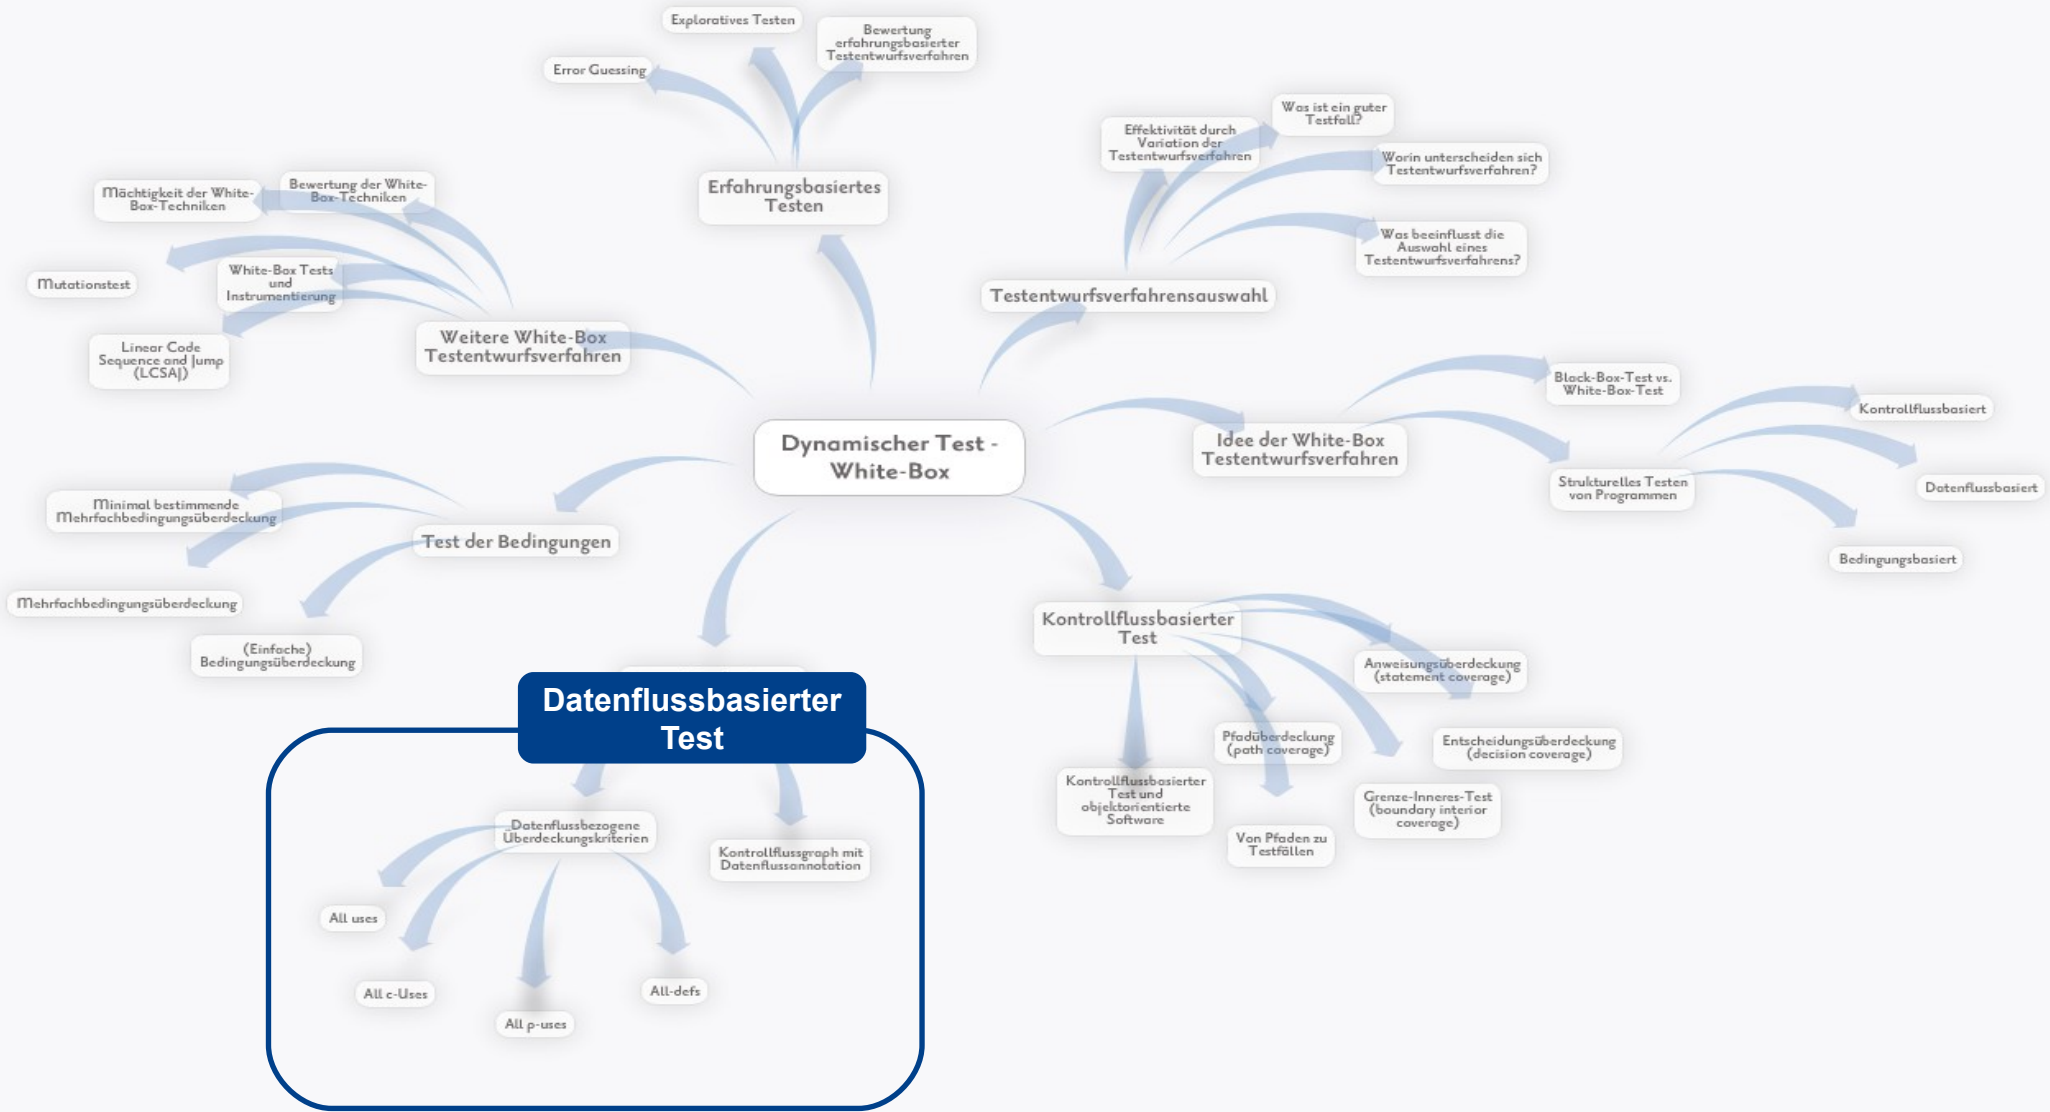 Exploratives Testen
Bewertung
erfahrungsbasierter
Testentwurfsverfahren
Error Guessing
Erfahrungsbasiertes
Testen
Effektivität durch
Variation der
Testentwurfsverfahren
Was ist ein guter
Testfall?
Worin unterscheiden sich
Testentwurfsverfahren?
Was beeinflusst die
Auswahl eines
Testentwurfsverfahrens?
Testentwurfsverfahrensauswahl
Mächtigkeit der White-
Box-Techniken
Bewertung der White-
Box-Techniken
Mutationstest
White-Box Tests
und
Instrumentierung
Linear Code
Sequence and Jump
(LCSAJ)
Weitere White-Box
Testentwurfsverfahren
Dynamischer Test -
White-Box
Idee der White-Box
Testentwurfsverfahren
Black-Box-Test vs.
White-Box-Test
Strukturelles Testen
von Programmen
Kontrollflussbasiert
Datenflussbasiert
Bedingungsbasiert
Minimal bestimmende
Mehrfachbedingungsüberdeckung
Test der Bedingungen
Mehrfachbedingungsüberdeckung
(Einfache)
Bedingungsüberdeckung
Kontrollflussbasierter
Test
Anweisungsüberdeckung
(statement coverage)
Entscheidungsüberdeckung
(decision coverage)
Pfadüberdeckung
(path coverage)
Grenze-Inneres-Test
(boundary interior
coverage)
Kontrollflussbasierter
Test und
objektorientierte
Software
Von Pfaden zu
Testfällen
Datenflussbasierter
Test
Datenflussbezogene
Überdeckungskriterien
Kontrollflussgraph mit
Datenflussannotation
All uses
All c-Uses
All p-uses
All-defs